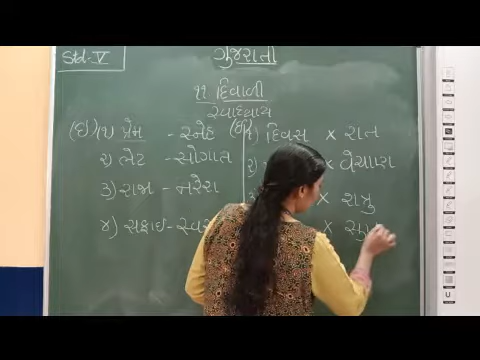 Std-V
ગુજરાતી
૧૧ દિવાળી
સ્વાધ્યાય
(ઇ) ૧) પ્રેમ - સ્નેહ
૨) ભેટ - સોગાત
૩) રાજા - નરેશ
૪) સફાઇ -
૧) દિવસ x રાત
x વેચાણ
x શત્રુ
x